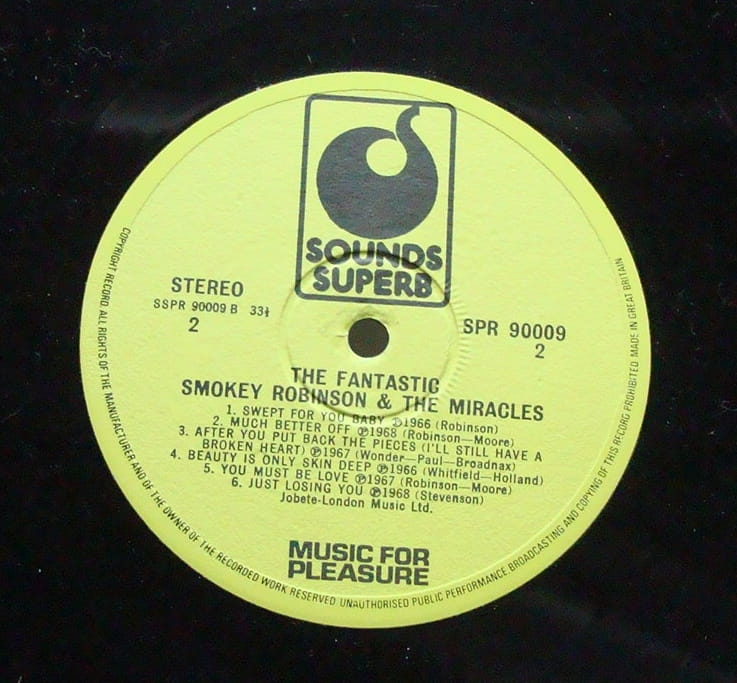 SOUNDS
SUPERB
STEREO
SSPR 90009 B 33⅓
2
SPR 90009
2
THE FANTASTIC
SMOKEY ROBINSON & THE MIRACLES
1. SWEPT FOR YOU BABY ℗1966 (Robinson)
2. MUCH BETTER OFF ℗1968 (Robinson—Moore)
3. AFTER YOU PUT BACK THE PIECES (I'LL STILL HAVE A
BROKEN HEART) ℗1967 (Wonder—Paul—Broadnax)
4. BEAUTY IS ONLY SKIN DEEP ℗1966 (Whitfield—Holland)
5. YOU MUST BE LOVE ℗1967 (Robinson—Moore)
6. JUST LOSING YOU ℗1968 (Stevenson)
Jobete-London Music Ltd.
MUSIC FOR
PLEASURE
COPYRIGHT RECORD. ALL RIGHTS OF THE MANUFACTURER AND OF THE OWNER OF THE RECORDED WORK RESERVED UNAUTHORISED PUBLIC PERFORMANCE BROADCASTING AND COPYING OF THIS RECORD PROHIBITED MADE IN GREAT BRITAIN